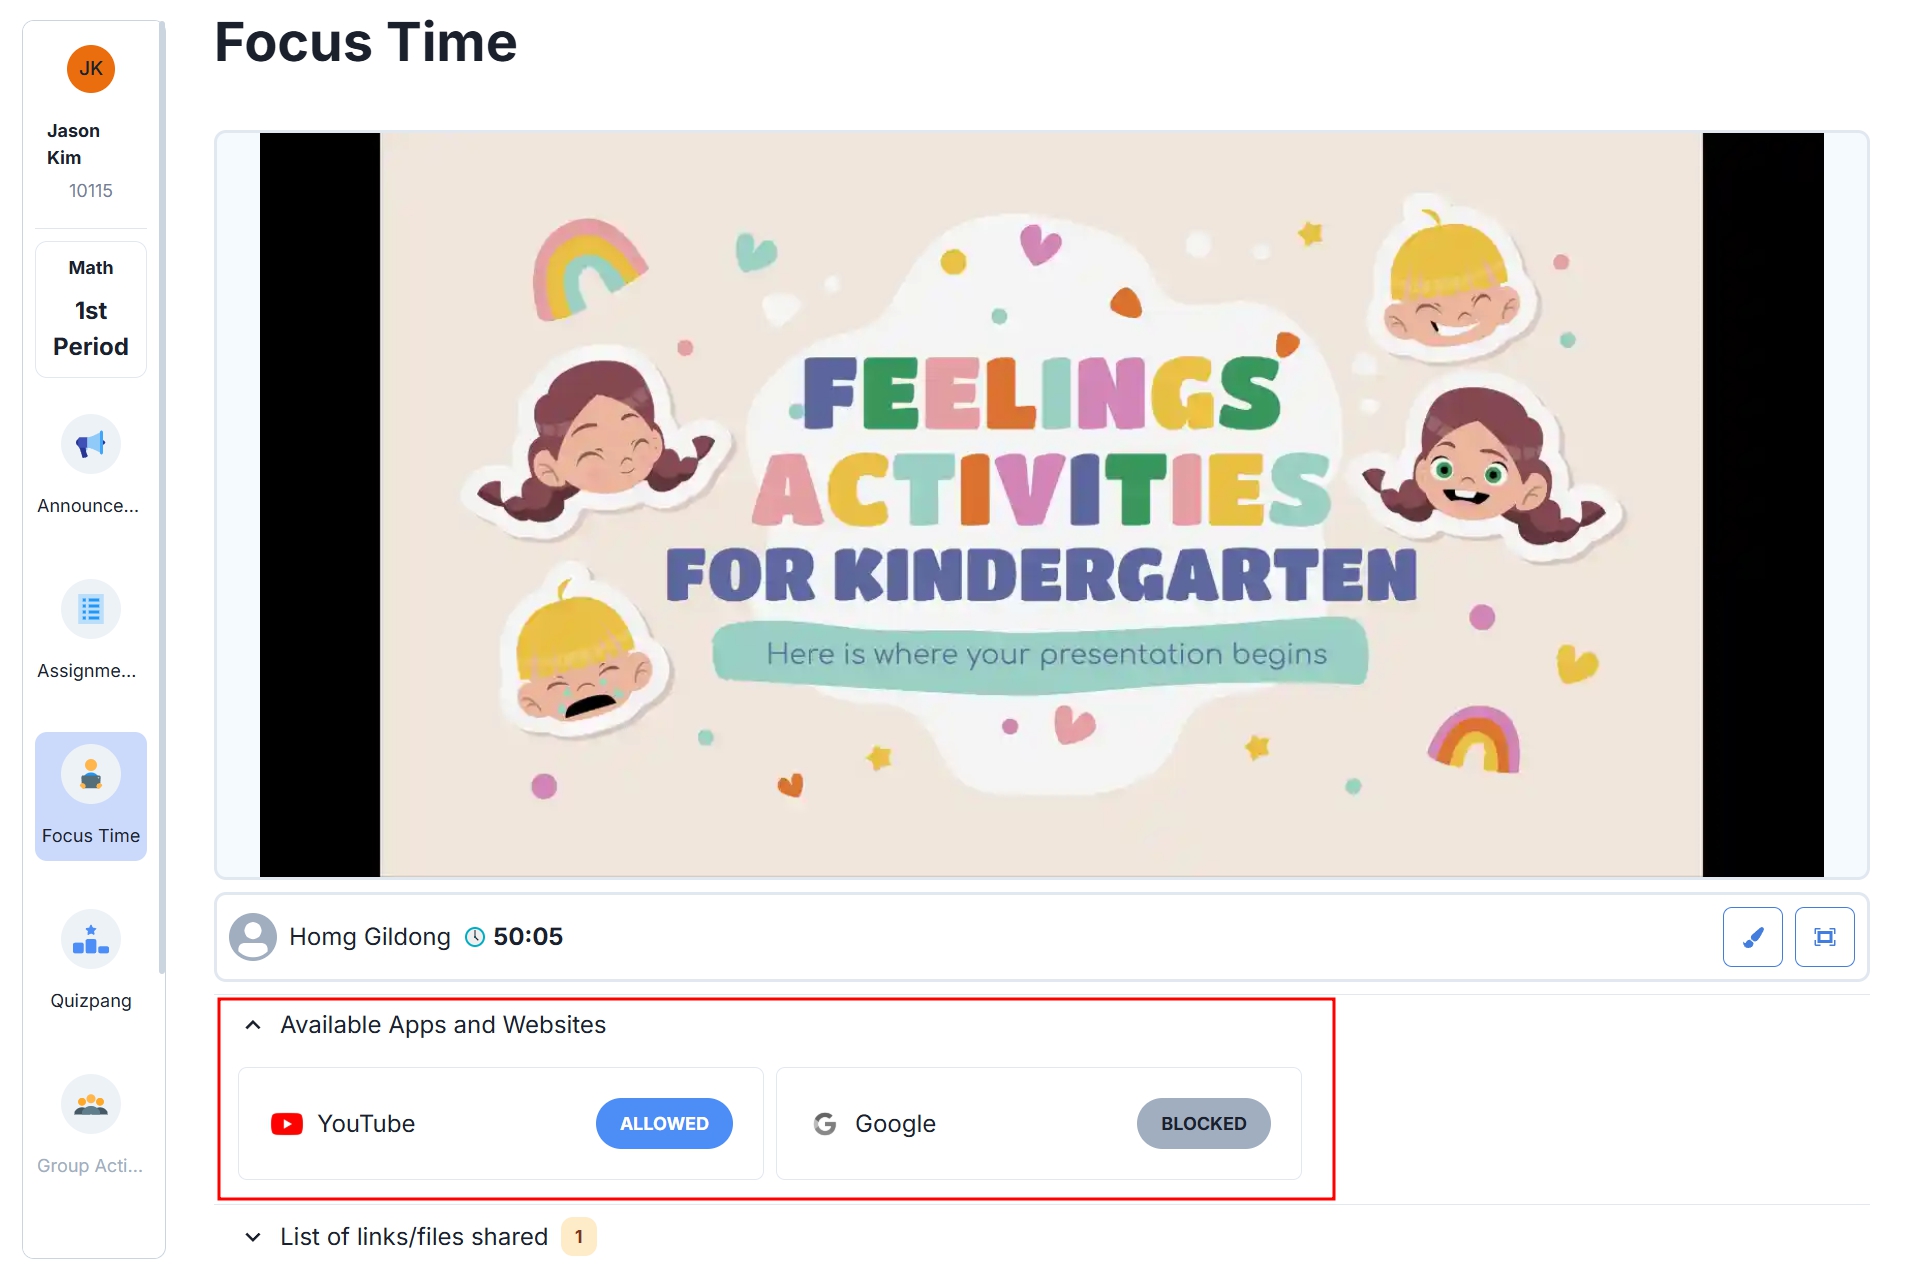 Focus Time
JK
Jason
Kim
10115
Math
1st
Period
Announce...
Assignme...
Focus Time
Quizpang
Group Acti...
FEELINGS
ACTIVITIES
FOR KINDERGARTEN
Here is where your presentation begins
Homg Gildong 50:05
Available Apps and Websites
YouTube ALLOWED
Google BLOCKED
List of links/files shared 1